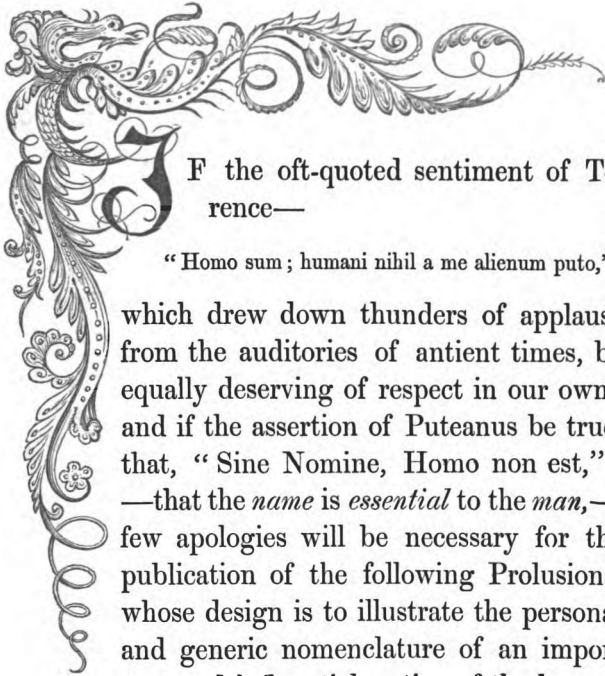 IF the oft-quoted sentiment of Te
rence—
"Homo sum; humani nihil a me alienum puto,"
which drew down thunders of applaus
from the auditories of antient times, b
equally deserving of respect in our own
and if the assertion of Puteanus be true
that, "Sine Nomine, Homo non est,"
—that the name is essential to the man,—
few apologies will be necessary for th
publication of the following Prolusion
whose design is to illustrate the persona
and generic nomenclature of an impor